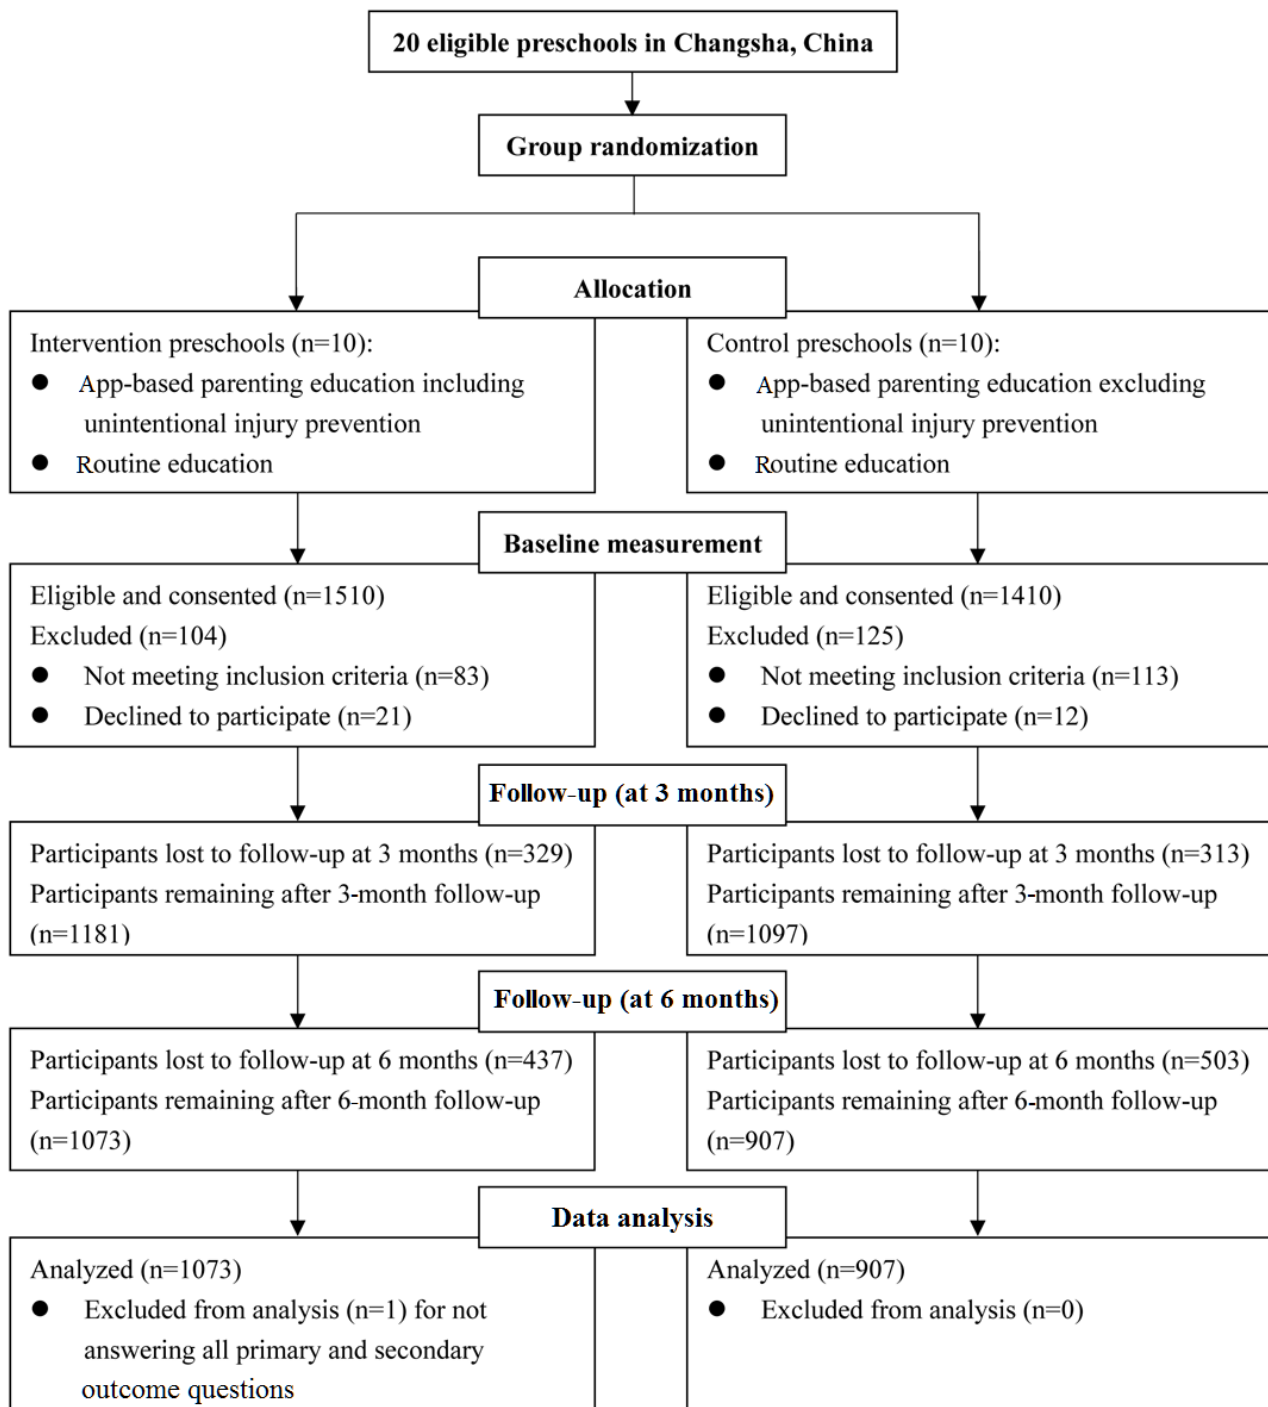 20 eligible preschools in Changsha, China
Group randomization
Allocation
Intervention preschools (n=10):
● App-based parenting education including
unintentional injury prevention
● Routine education
Control preschools (n=10):
● App-based parenting education excluding
unintentional injury prevention
● Routine education
Baseline measurement
Eligible and consented (n=1510)
Excluded (n=104)
● Not meeting inclusion criteria (n=83)
● Declined to participate (n=21)
Eligible and consented (n=1410)
Excluded (n=125)
● Not meeting inclusion criteria (n=113)
● Declined to participate (n=12)
Follow-up (at 3 months)
Participants lost to follow-up at 3 months (n=329)
Participants remaining after 3-month follow-up
(n=1181)
Participants lost to follow-up at 3 months (n=313)
Participants remaining after 3-month follow-up
(n=1097)
Follow-up (at 6 months)
Participants lost to follow-up at 6 months (n=437)
Participants remaining after 6-month follow-up
(n=1073)
Participants lost to follow-up at 6 months (n=503)
Participants remaining after 6-month follow-up
(n=907)
Data analysis
Analyzed (n=1073)
● Excluded from analysis (n=1) for not
answering all primary and secondary
outcome questions
Analyzed (n=907)
● Excluded from analysis (n=0)